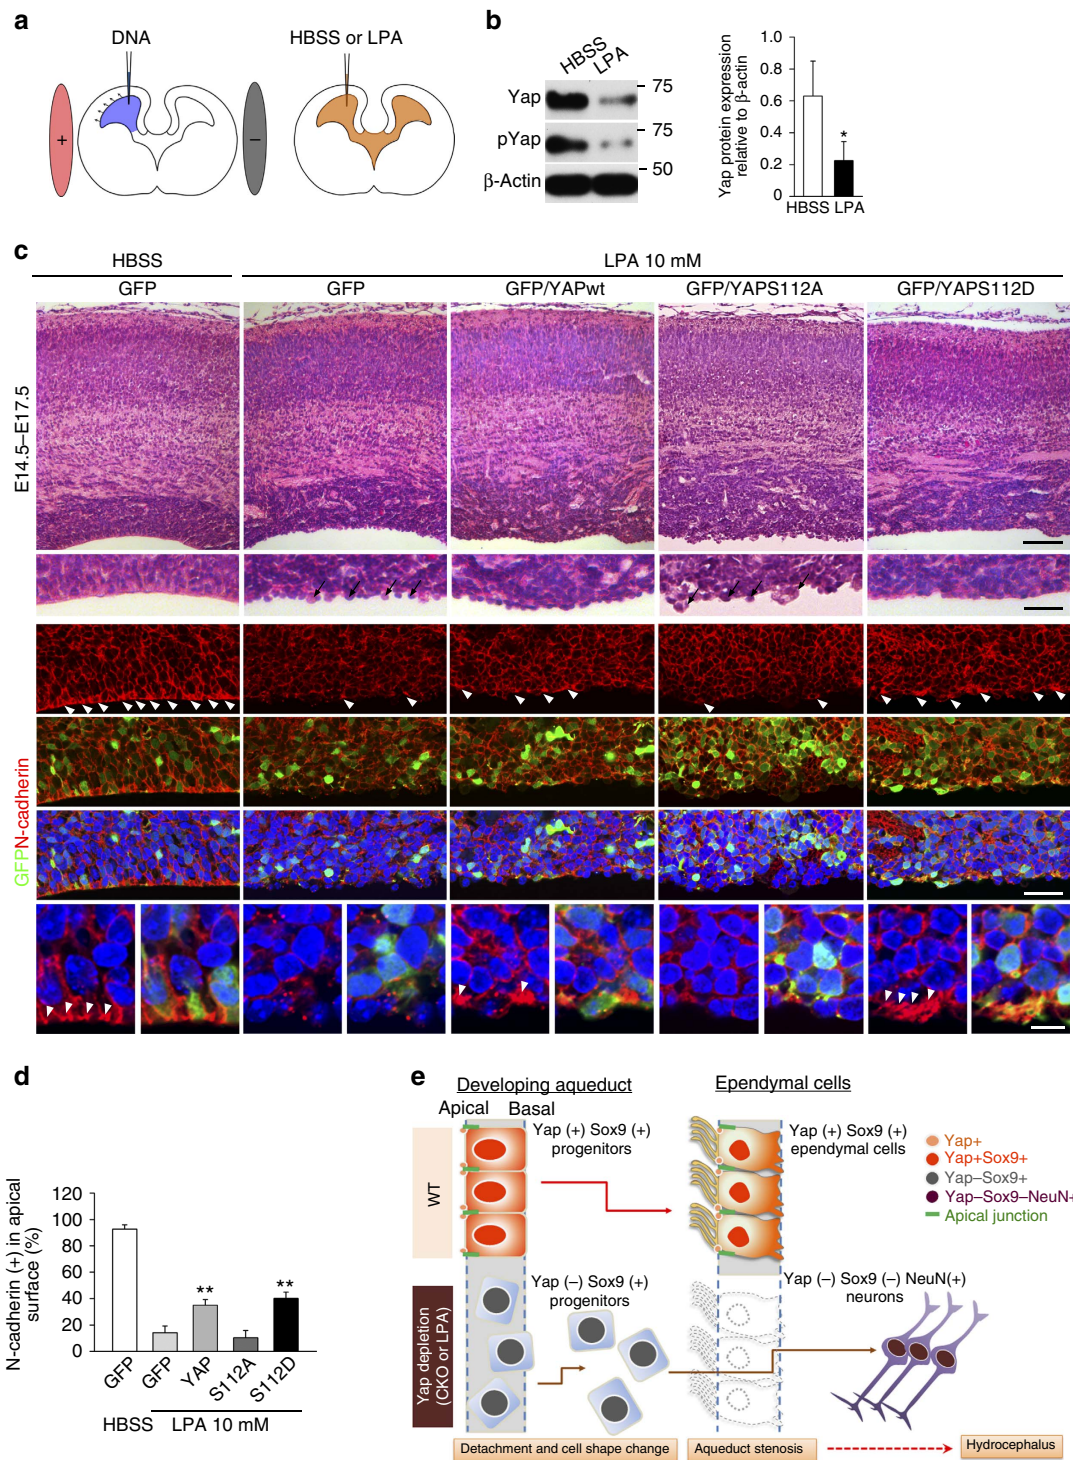 a
DNA
HBSS or LPA
+
−
b
HBSS
LPA
Yap
pYap
β-Actin
75
75
50
Yap protein expression
relative to β-actin
1.0
0.8
0.6
0.4
0.2
0
*
HBSS LPA
c
HBSS
LPA 10 mM
GFP
GFP
GFP/YAPwt
GFP/YAPS112A
GFP/YAPS112D
E14.5–E17.5
GFPN-cadherin
d
N-cadherin (+) in apical
surface (%)
120
100
80
60
40
20
0
**
**
GFP
GFP
YAP
S112A
S112D
HBSS
LPA 10 mM
e
Developing aqueduct
Ependymal cells
Apical
Basal
WT
Yap (+) Sox9 (+)
progenitors
Yap (+) Sox9 (+)
ependymal cells
Yap+
Yap+Sox9+
Yap–Sox9+
Yap–Sox9–NeuN+
Apical junction
Yap depletion
(CKO or LPA)
Yap (–) Sox9 (+)
progenitors
Yap (–) Sox9 (–) NeuN(+)
neurons
Detachment and cell shape change
Aqueduct stenosis
Hydrocephalus